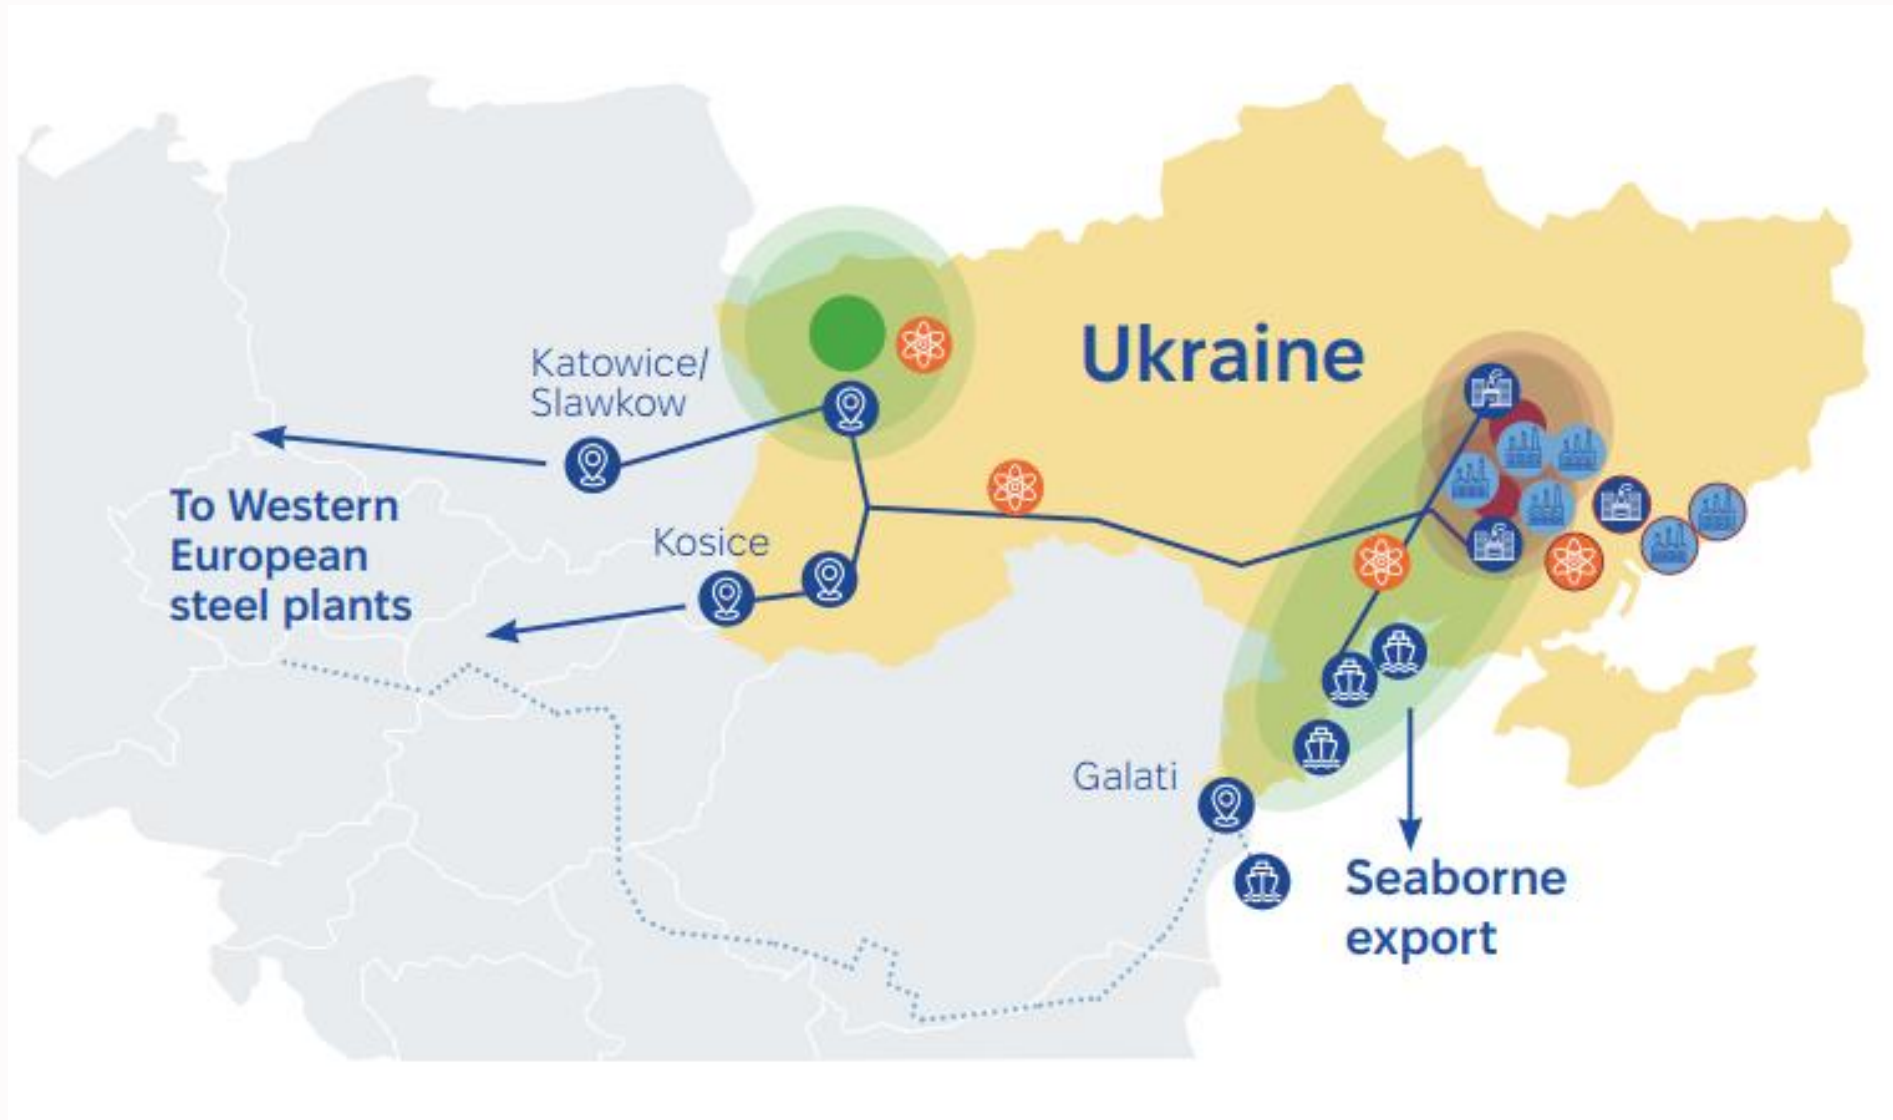 Ukraine
Katowice/
Slawkow
To Western
European
steel plants
Kosice
Galati
Seaborne
export